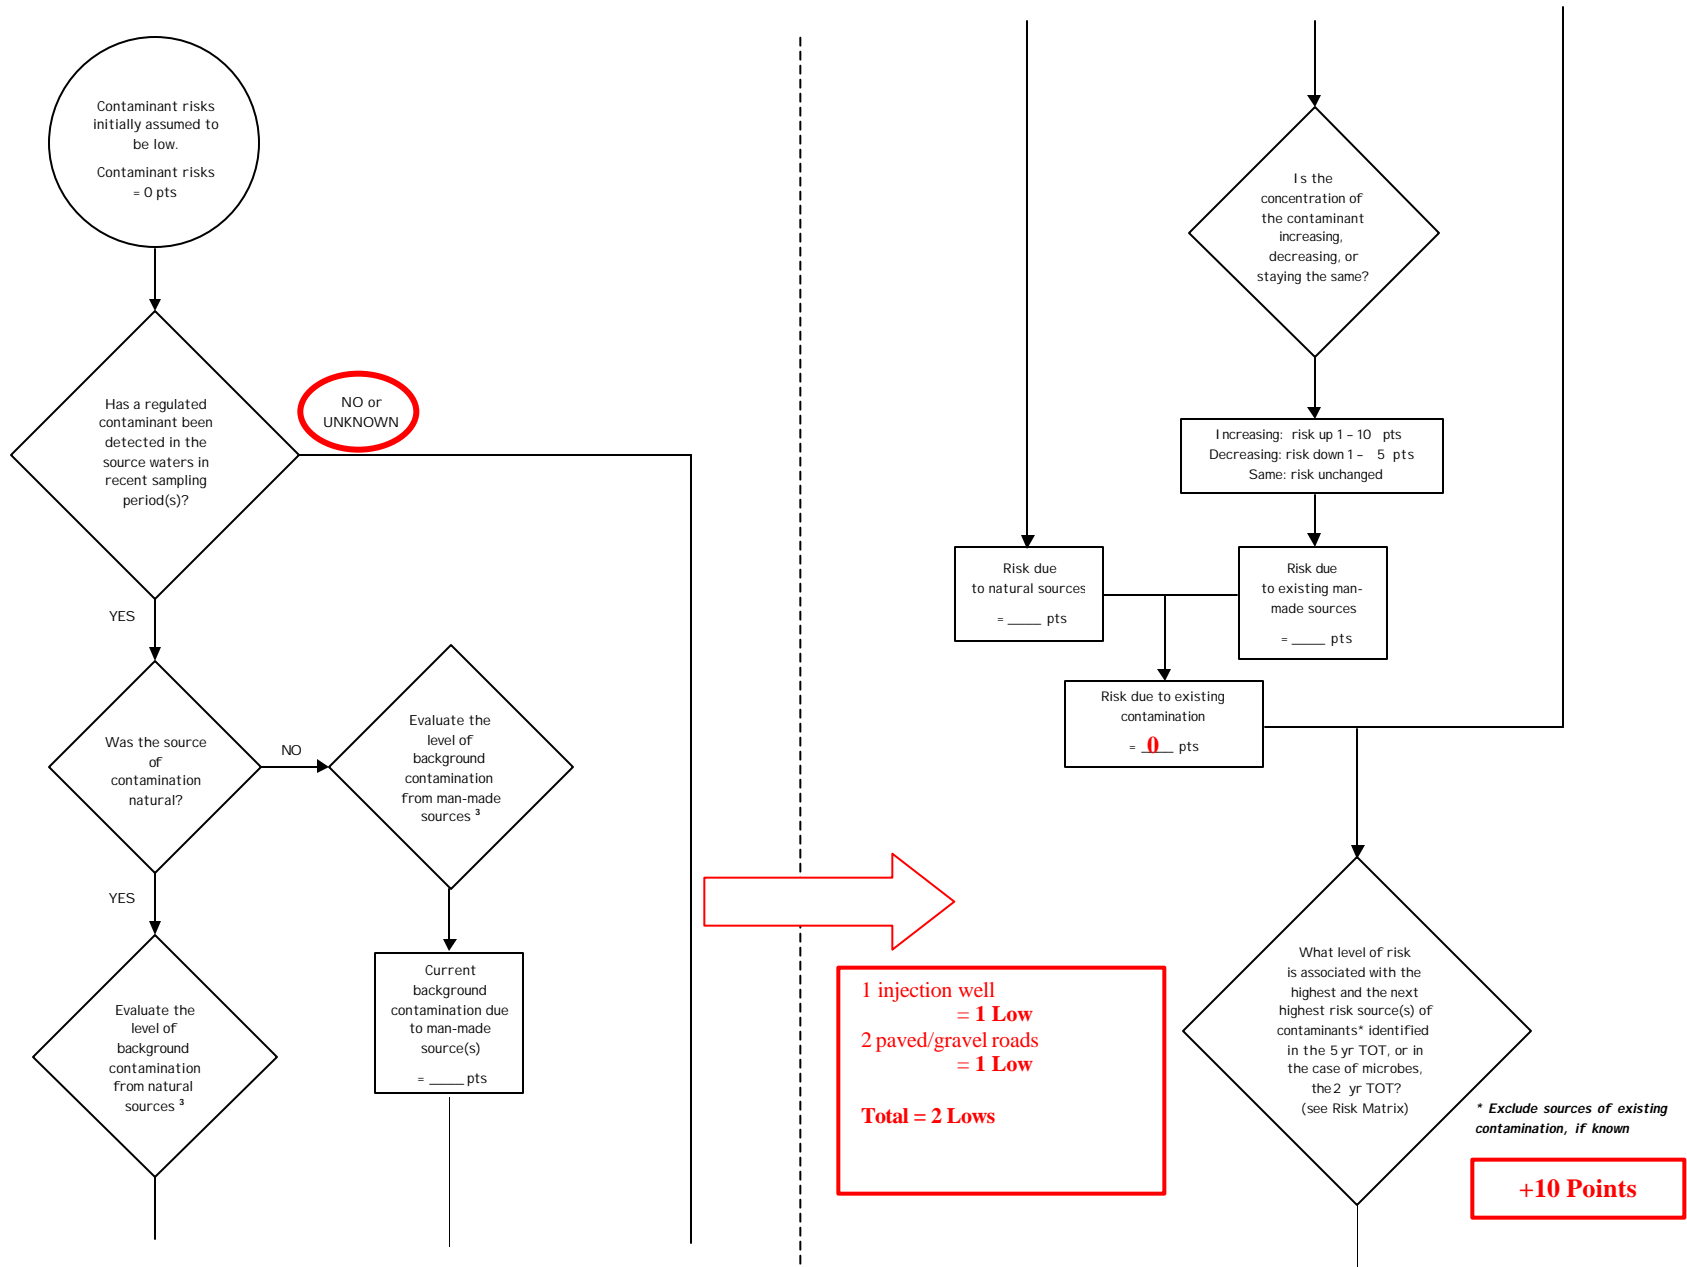 Contaminant risks
initially assumed to
be low.
Contaminant risks
= 0 pts
Has a regulated
contaminant been
detected in the
source waters in
recent sampling
period(s)?
NO or
UNKNOWN
YES
Was the source
of
contamination
natural?
NO
Evaluate the
level of
background
contamination
from man-made
sources ³
YES
Evaluate the
level of
background
contamination
from natural
sources ³
Current
background
contamination due
to man-made
source(s)
= _____ pts
Is the
concentration of
the contaminant
increasing,
decreasing, or
staying the same?
Increasing: risk up 1 – 10 pts
Decreasing: risk down 1 – 5 pts
Same: risk unchanged
Risk due
to natural sources
= _____ pts
Risk due
to existing man-
made sources
= _____ pts
Risk due to existing
contamination
= __0__ pts
1 injection well
= 1 Low
2 paved/gravel roads
= 1 Low
Total = 2 Lows
What level of risk
is associated with the
highest and the next
highest risk source(s) of
contaminants* identified
in the 5 yr TOT, or in
the case of microbes,
the 2 yr TOT?
(see Risk Matrix)
* Exclude sources of existing
contamination, if known
+10 Points